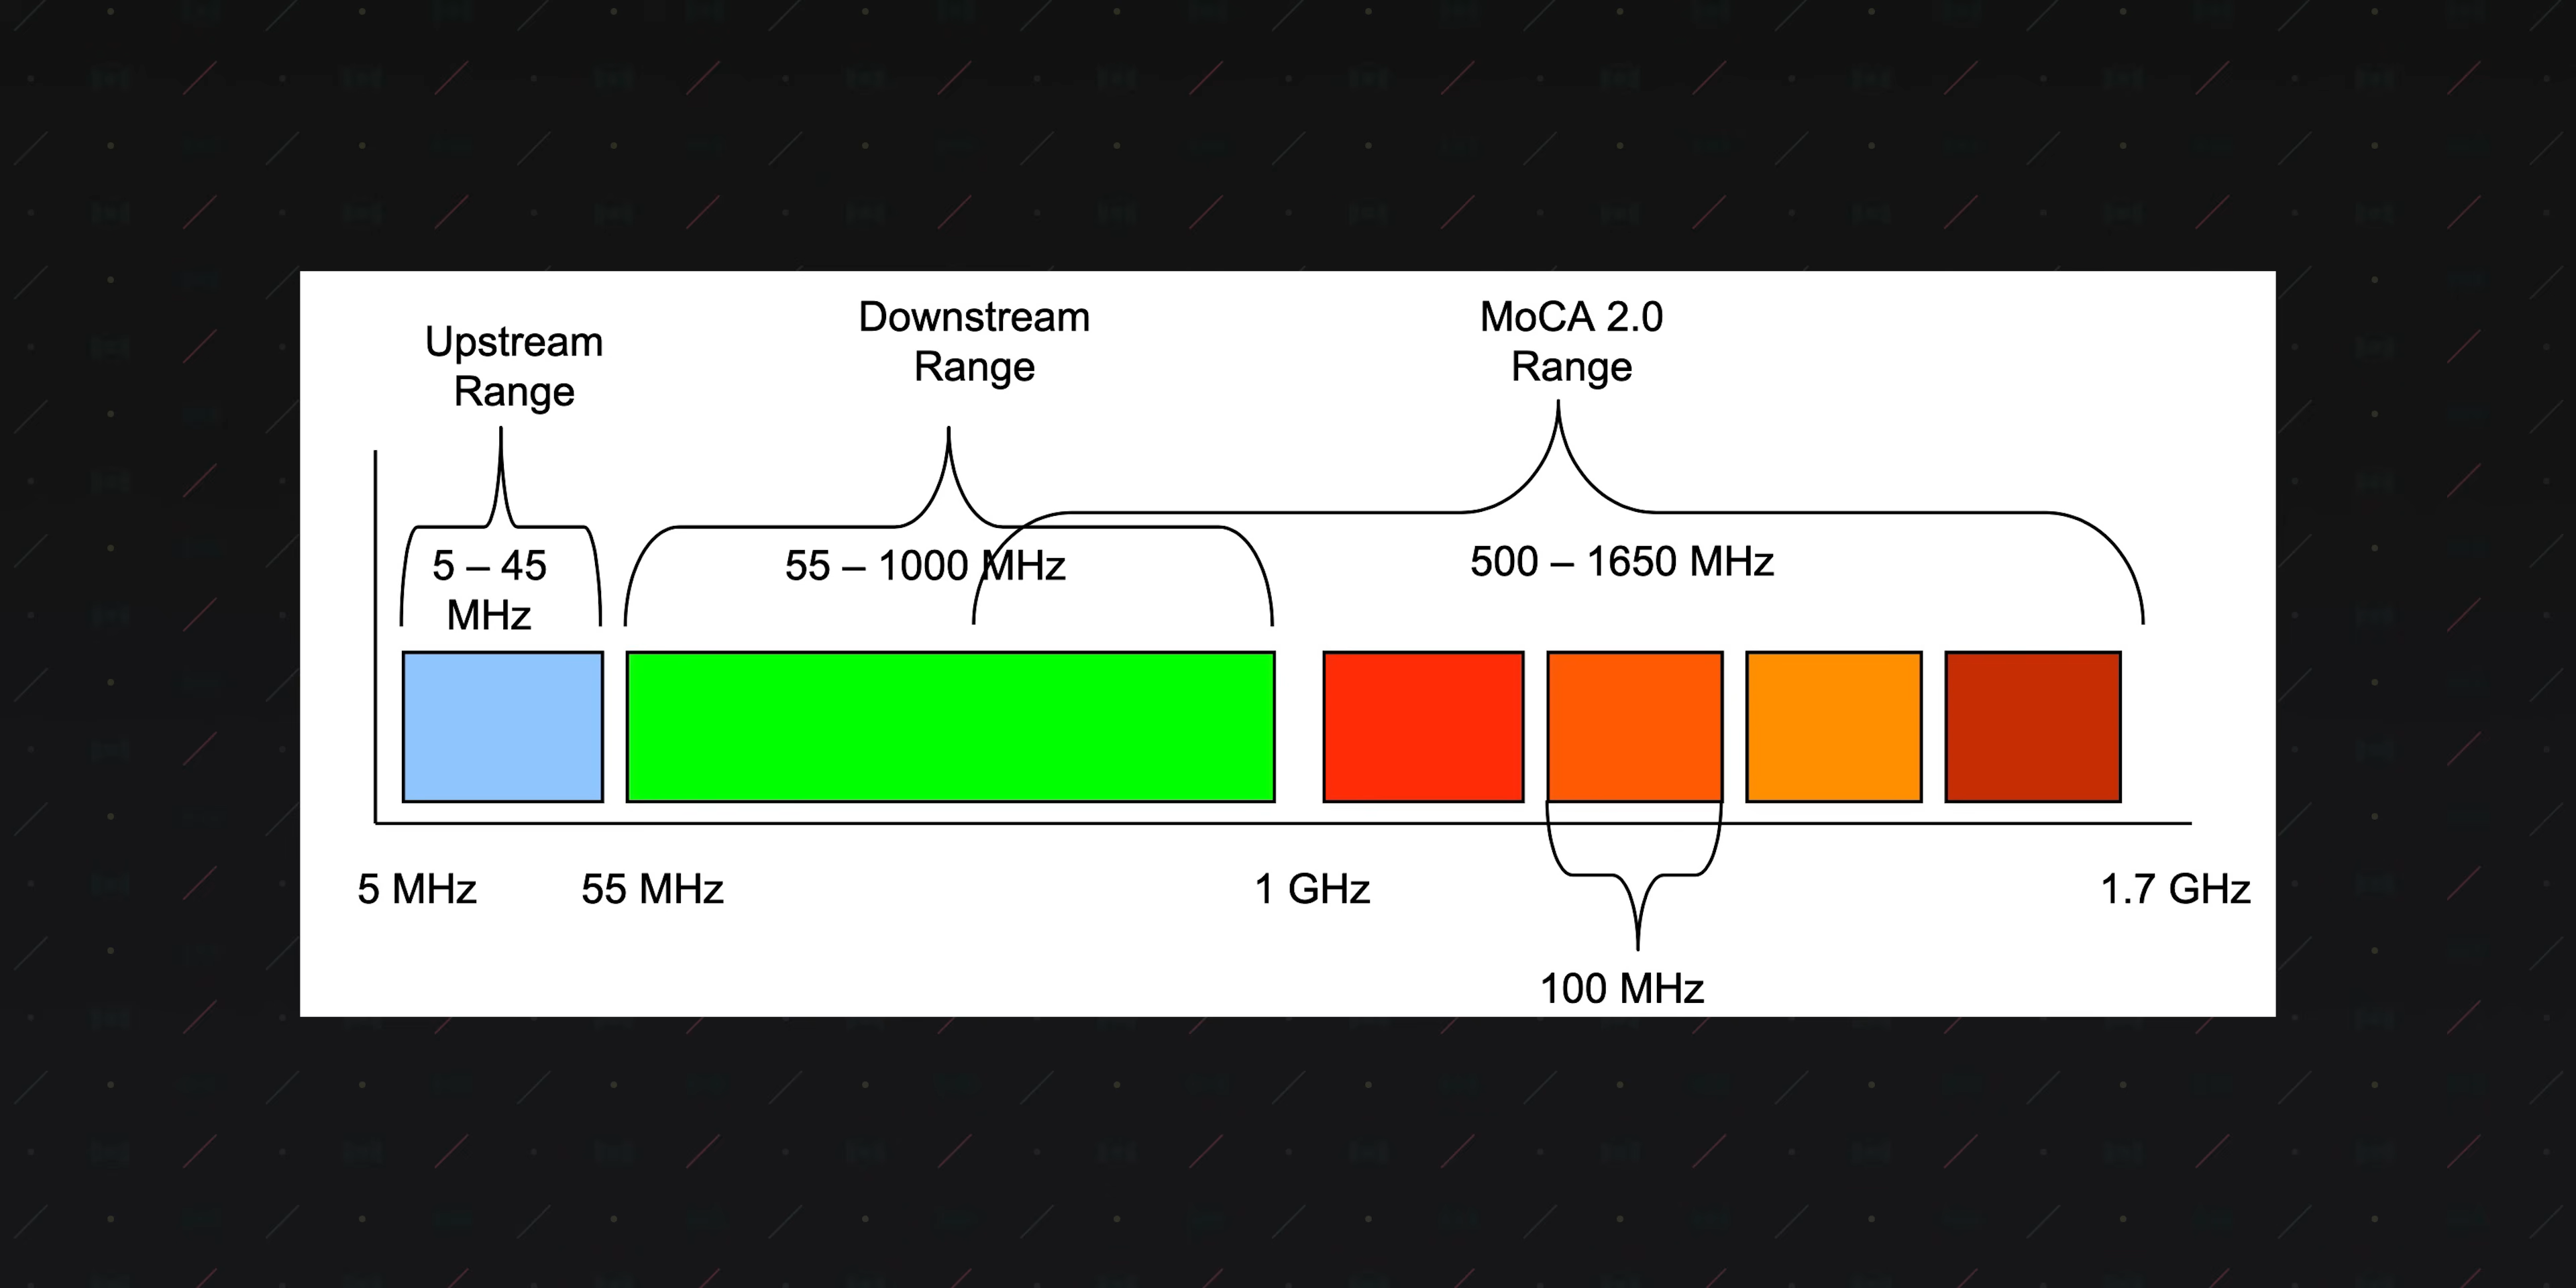 Upstream
Range
Downstream
Range
MoCA 2.0
Range
5 – 45
MHz
55 – 1000 MHz
500 – 1650 MHz
5 MHz
55 MHz
1 GHz
1.7 GHz
100 MHz